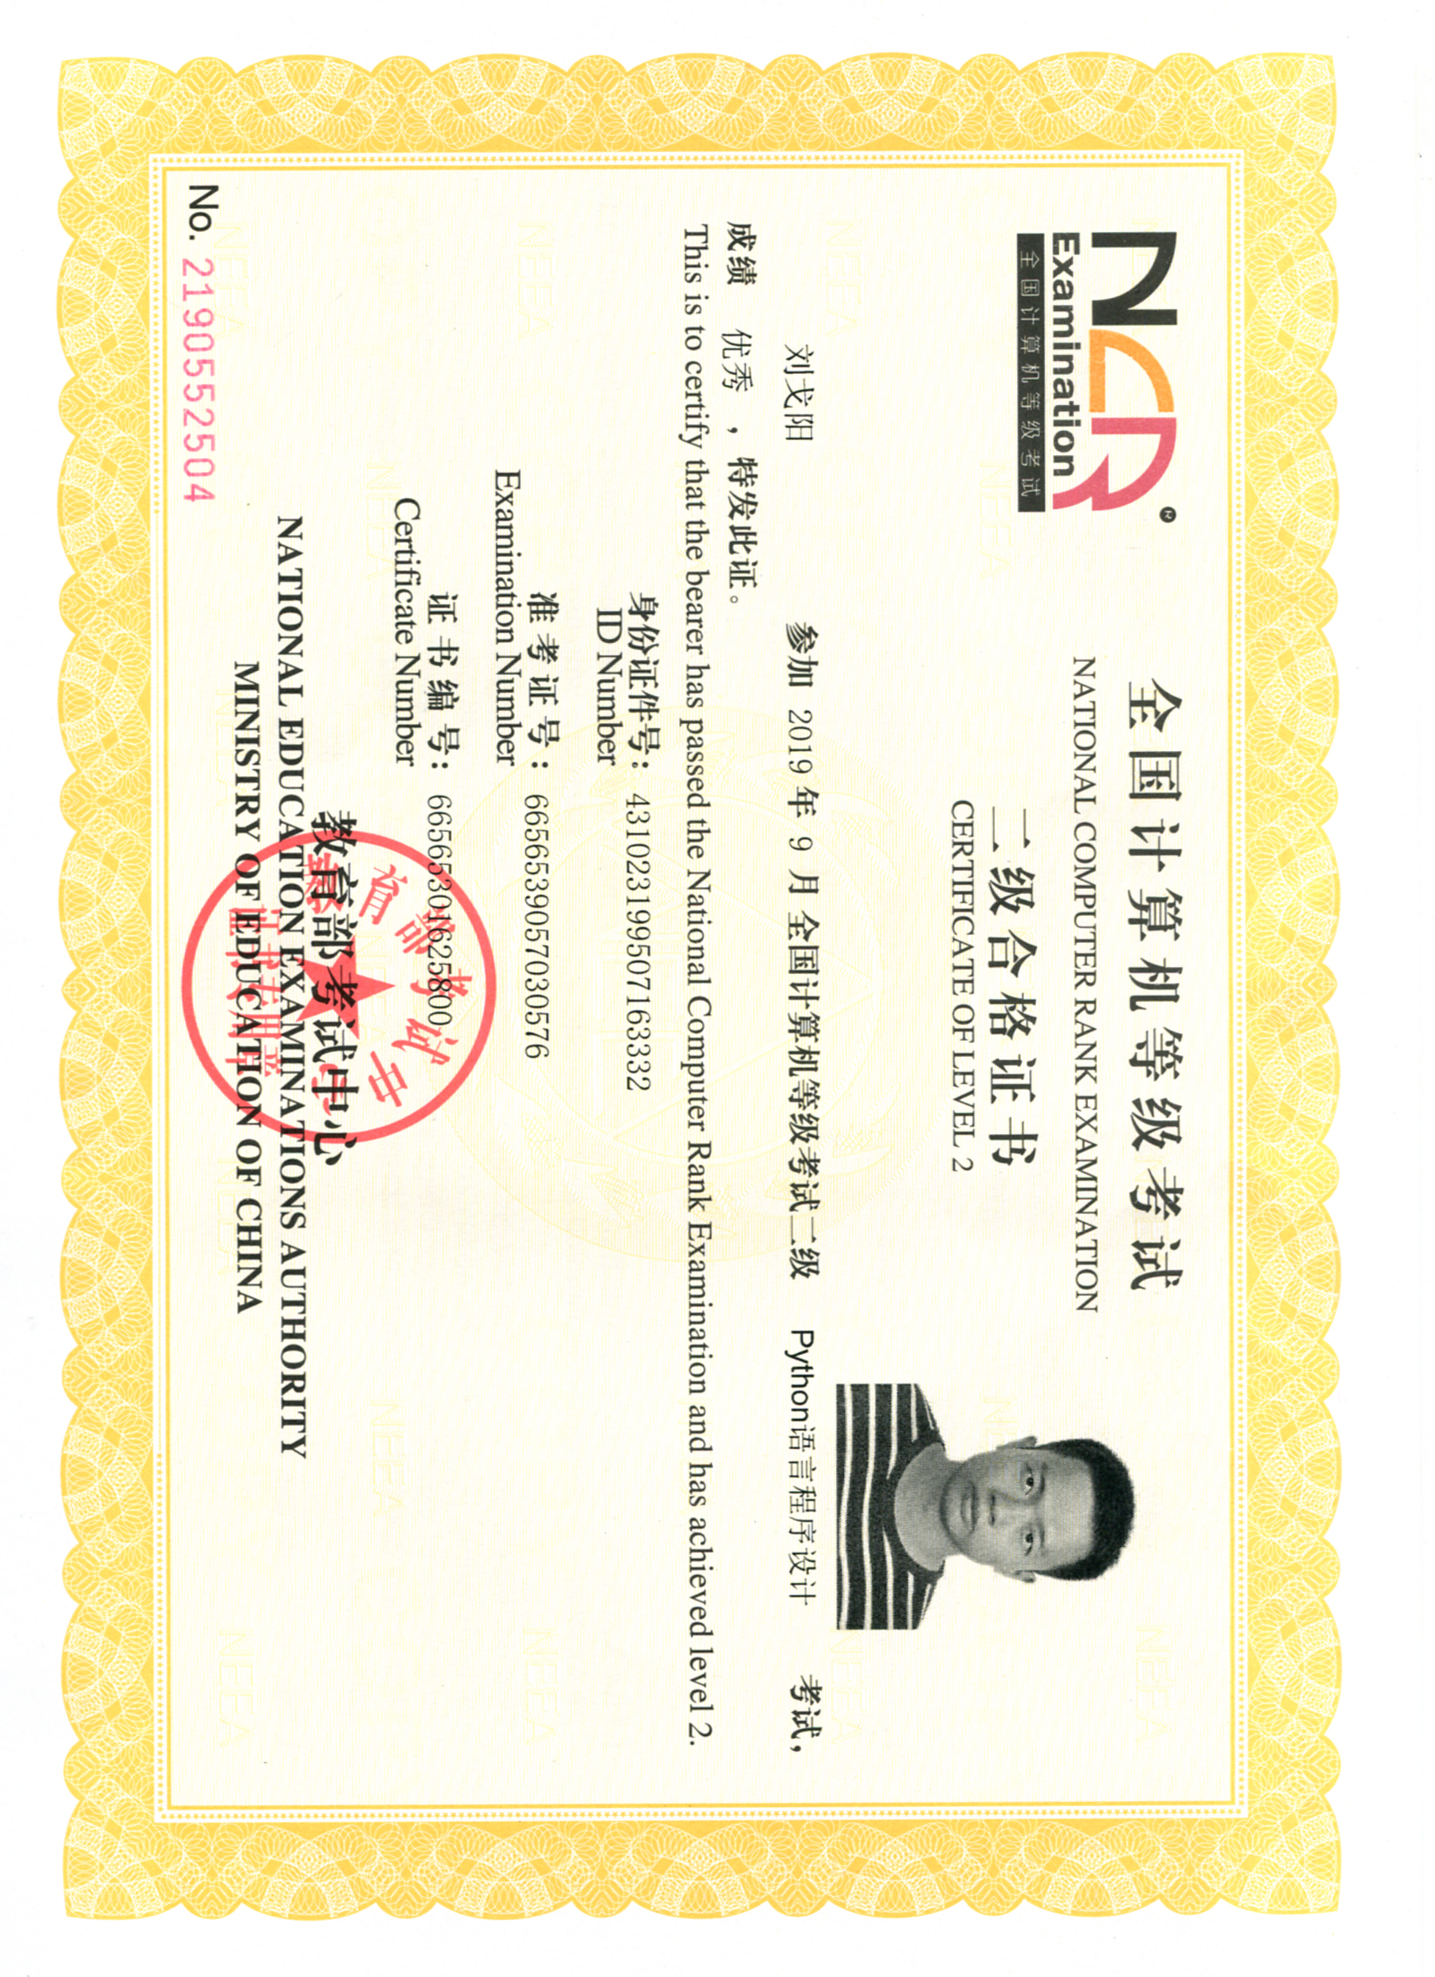 NCR®
Examination
全国计算机等级考试
全国计算机等级考试
NATIONAL COMPUTER RANK EXAMINATION
二级合格证书
CERTIFICATE OF LEVEL 2
刘戈阳 参加 2019 年 9 月 全国计算机等级考试二级 Python语言程序设计 考试，
成绩 优秀 ，特发此证。
This is to certify that the bearer has passed the National Computer Rank Examination and has achieved level 2.
身份证件号： 431023199507163332
ID Number
准 考 证 号： 66566539057030576
Examination Number
证 书 编 号： 6656653016258004
Certificate Number
教育部考试中心
NATIONAL EDUCATION EXAMINATIONS AUTHORITY
MINISTRY OF EDUCATION OF CHINA
教育部考试中心
证书专用章
No. 2190552504
NEEA